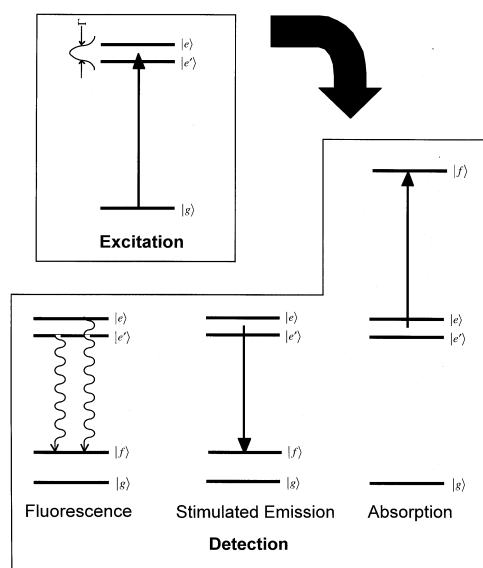 Γ
|e⟩
|e′⟩
|g⟩
Excitation
|f⟩
|e⟩
|e′⟩
|g⟩
Absorption
|e⟩
|e′⟩
|f⟩
|g⟩
Fluorescence
|e⟩
|e′⟩
|f⟩
|g⟩
Stimulated Emission
Detection